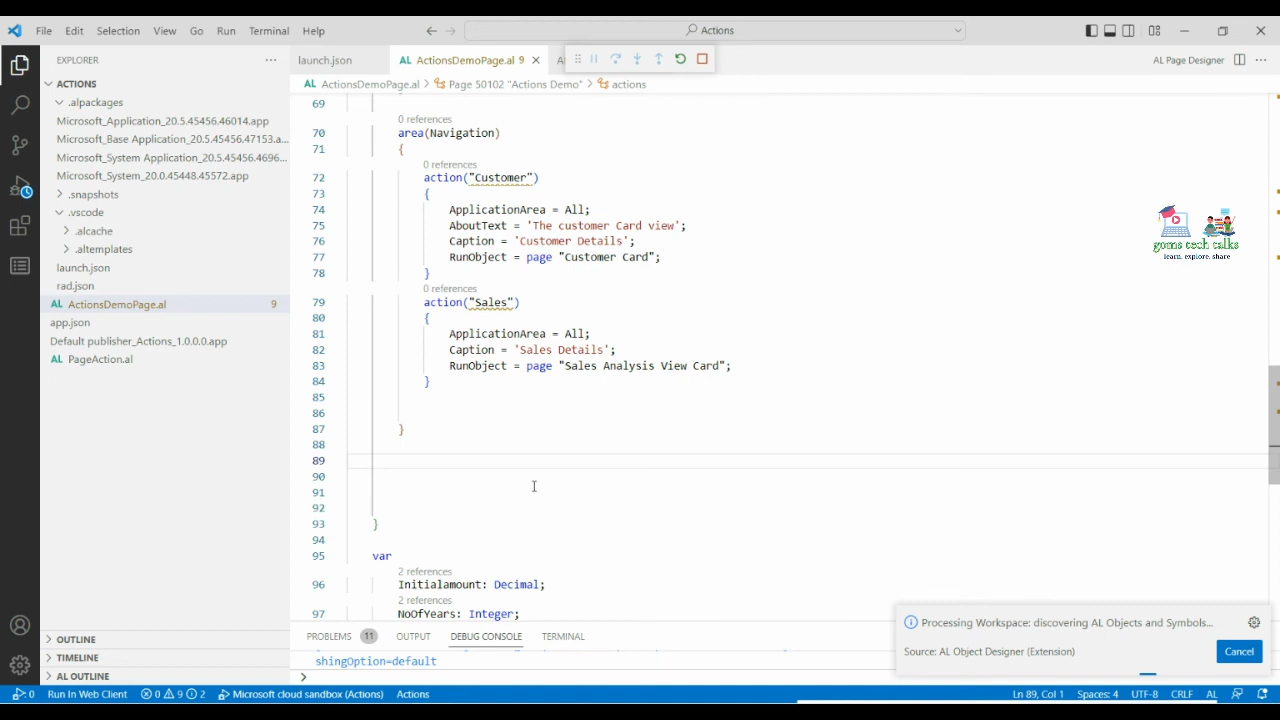 File Edit Selection View Go Run Terminal Help
Actions
EXPLORER
launch.json
ActionsDemoPage.al 9
AL Page Designer
ACTIONS
ActionsDemoPage.al > Page 50102 "Actions Demo" > actions
.alpackages
Microsoft_Application_20.5.45456.46014.app
Microsoft_Base Application_20.5.45456.47153.a...
Microsoft_System Application_20.5.45456.4696...
Microsoft_System_20.0.45448.45572.app
.snapshots
.vscode
.alcache
.altemplates
launch.json
rad.json
ActionsDemoPage.al 9
app.json
Default publisher_Actions_1.0.0.0.app
PageAction.al
OUTLINE
TIMELINE
AL OUTLINE
69
0 references
70 area(Navigation)
71 {
0 references
72 action("Customer")
73 {
74 ApplicationArea = All;
75 AboutText = 'The customer Card view';
76 Caption = 'Customer Details';
77 RunObject = page "Customer Card";
78 }
0 references
79 action("Sales")
80 {
81 ApplicationArea = All;
82 Caption = 'Sales Details';
83 RunObject = page "Sales Analysis View Card";
84 }
85
86
87 }
88
89
90
91
92
93 }
94
95 var
2 references
96 Initialamount: Decimal;
2 references
97 NoOfYears: Integer;
goms tech talks
learn. explore. share
PROBLEMS 11 OUTPUT DEBUG CONSOLE TERMINAL
shingOption=default
Processing Workspace: discovering AL Objects and Symbols...
Source: AL Object Designer (Extension)
Cancel
0 Run In Web Client 0 9 2 Microsoft cloud sandbox (Actions) Actions
Ln 89, Col 1 Spaces: 4 UTF-8 CRLF AL